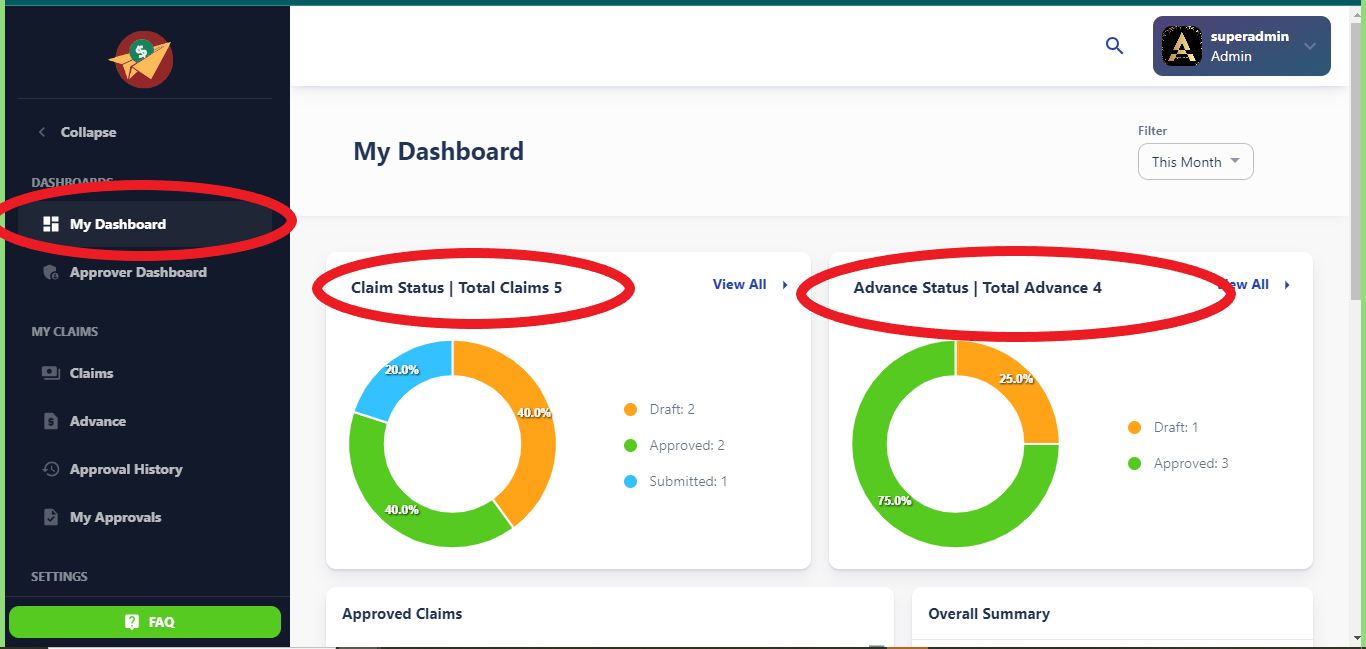 $
superadmin
Admin
Collapse
DASHBOARDS
My Dashboard
Approver Dashboard
MY CLAIMS
Claims
Advance
Approval History
My Approvals
SETTINGS
FAQ
My Dashboard
Filter
This Month
Claim Status | Total Claims 5
View All
20.0%
40.0%
40.0%
Draft: 2
Approved: 2
Submitted: 1
Advance Status | Total Advance 4
View All
25.0%
75.0%
Draft: 1
Approved: 3
Approved Claims
Overall Summary